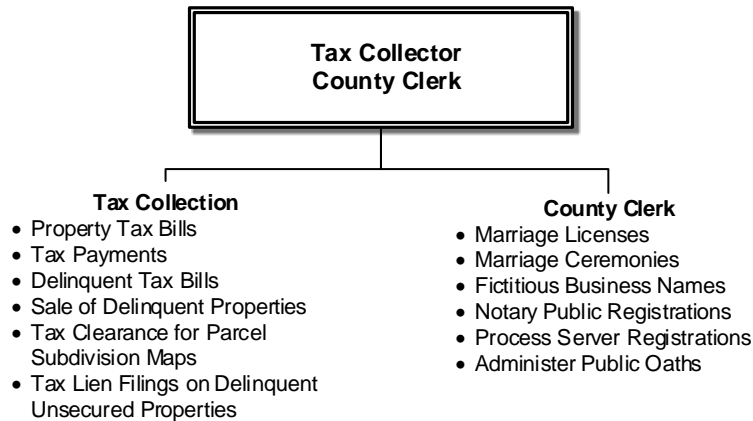 Tax Collector
County Clerk
Tax Collection
• Property Tax Bills
• Tax Payments
• Delinquent Tax Bills
• Sale of Delinquent Properties
• Tax Clearance for Parcel
Subdivision Maps
• Tax Lien Filings on Delinquent
Unsecured Properties
County Clerk
• Marriage Licenses
• Marriage Ceremonies
• Fictitious Business Names
• Notary Public Registrations
• Process Server Registrations
• Administer Public Oaths